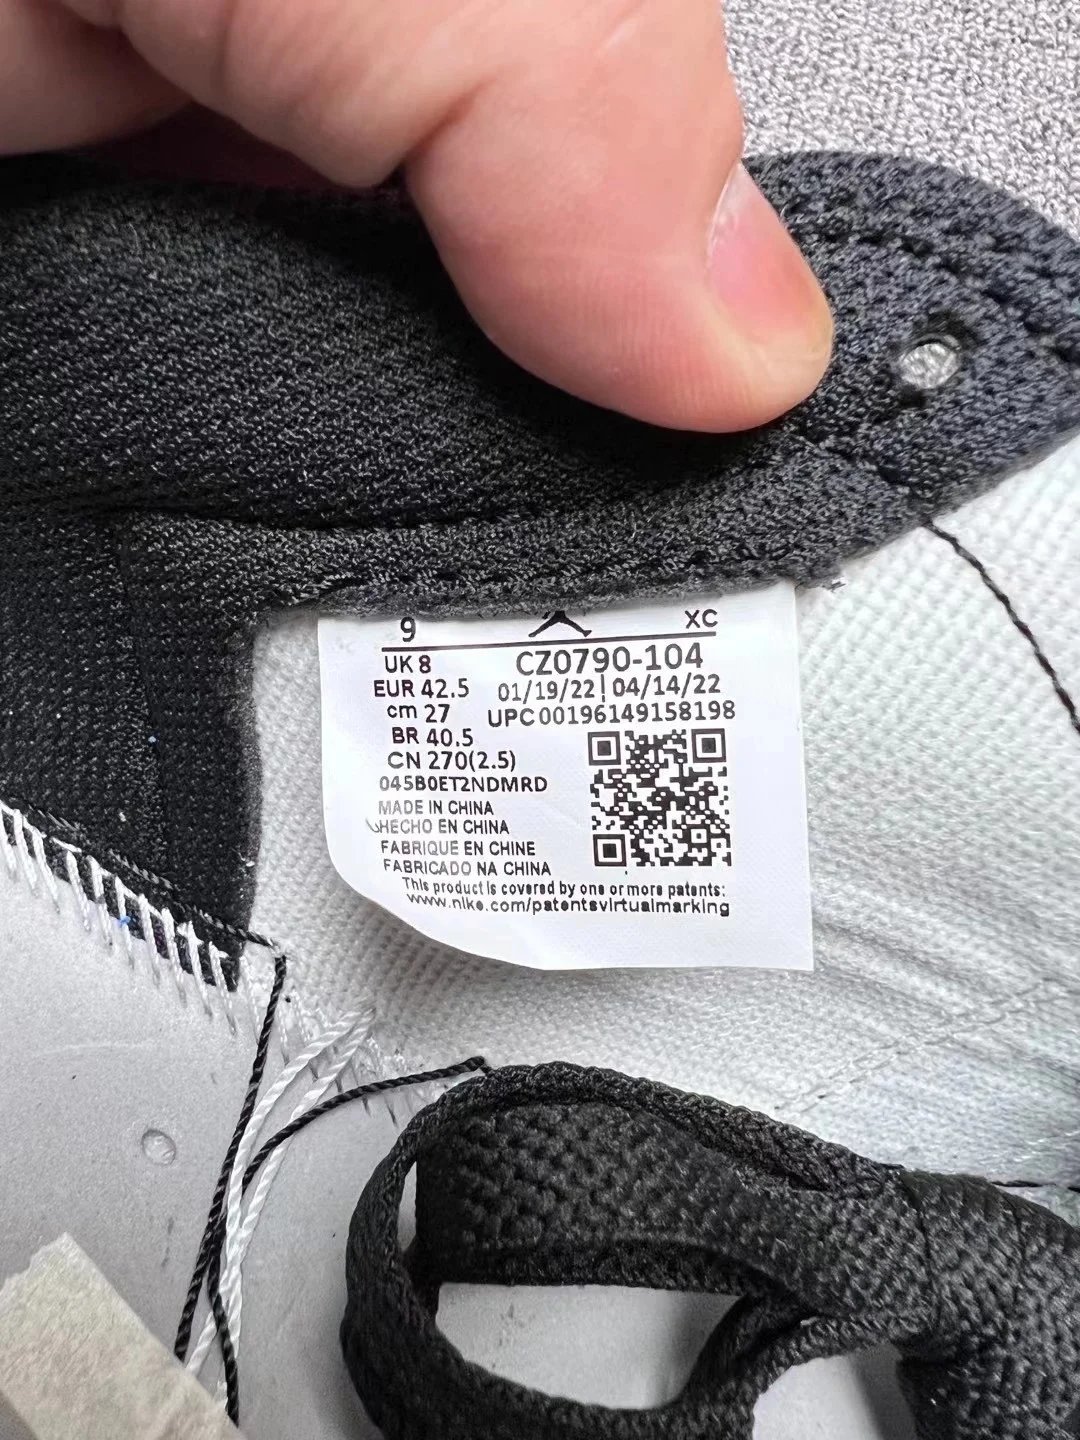 9 XC
UK 8 CZ0790-104
EUR 42.5 01/19/22|04/14/22
cm 27 UPC00196149158198
BR 40.5
CN 270(2.5)
045B0ET2NDMRD
MADE IN CHINA
HECHO EN CHINA
FABRIQUE EN CHINE
FABRICADO NA CHINA
This product is covered by one or more patents:
www.nike.com/patentsvirtualmarking